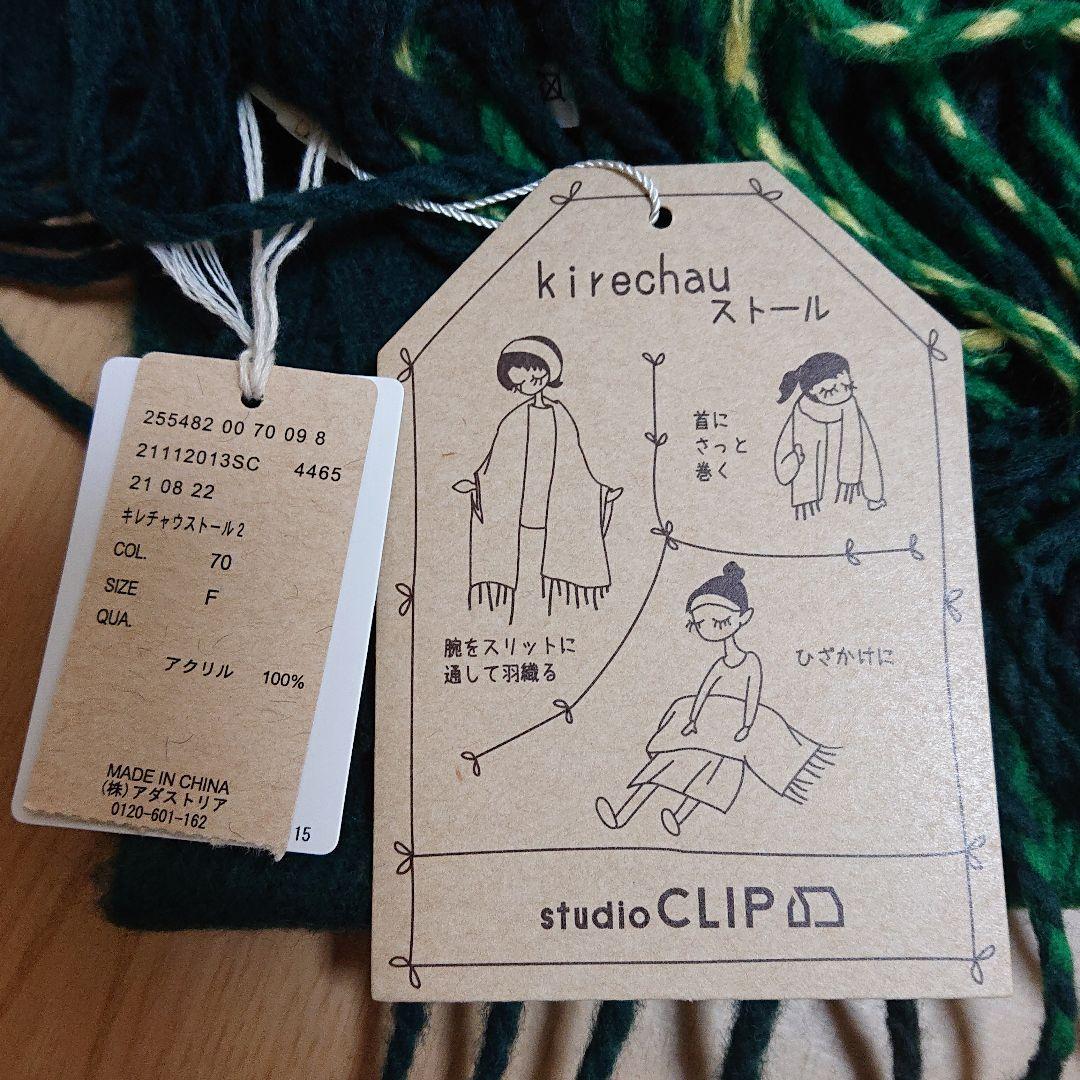 255482 00 70 09 8
21112013SC 4465
21 08 22
キレチャウストール2
COL. 70
SIZE F
QUA.
アクリル 100%
MADE IN CHINA
(株)アダストリア
0120-601-162
15
kirechau
ストール
首に
さっと
巻く
腕をスリットに
通して羽織る
ひざかけに
studio CLIP